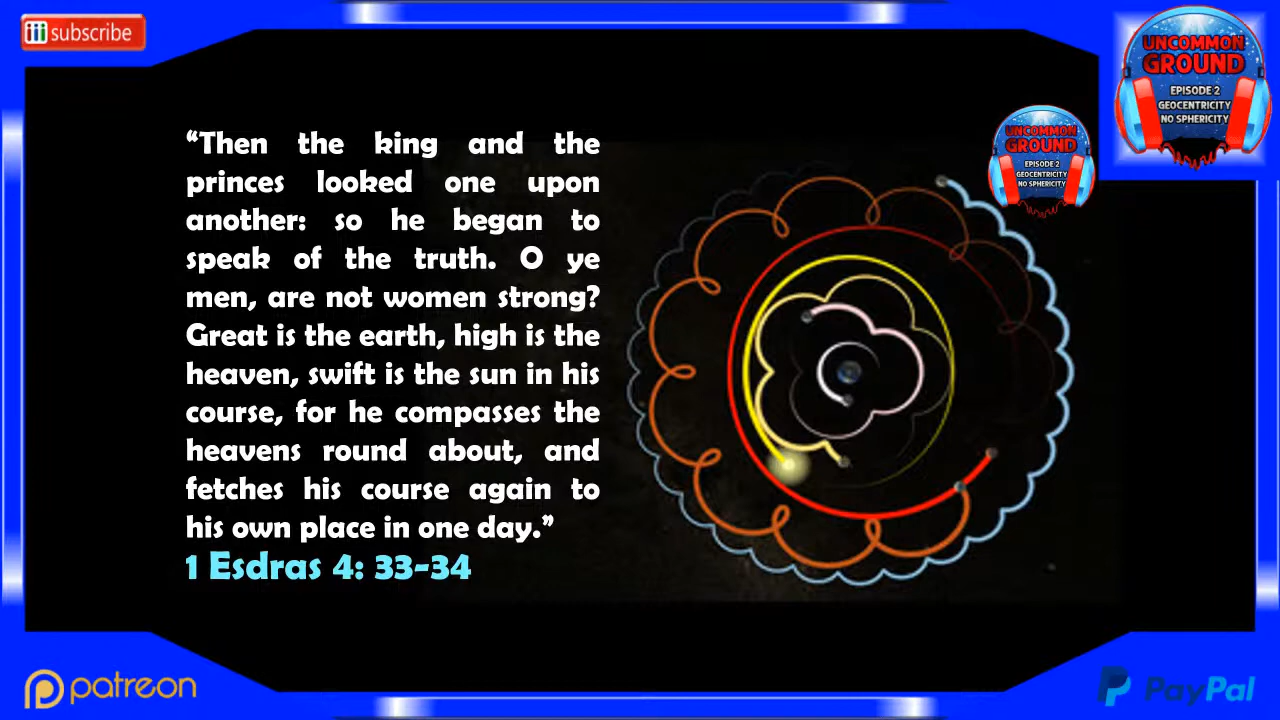 subscribe
UNCOMMON
GROUND
EPISODE 2
GEOCENTRICITY
NO SPHERICITY
UNCOMMON
GROUND
EPISODE 2
GEOCENTRICITY
NO SPHERICITY
“Then the king and the
princes looked one upon
another: so he began to
speak of the truth. O ye
men, are not women strong?
Great is the earth, high is the
heaven, swift is the sun in his
course, for he compasses the
heavens round about, and
fetches his course again to
his own place in one day.”
1 Esdras 4: 33-34
patreon
PayPal